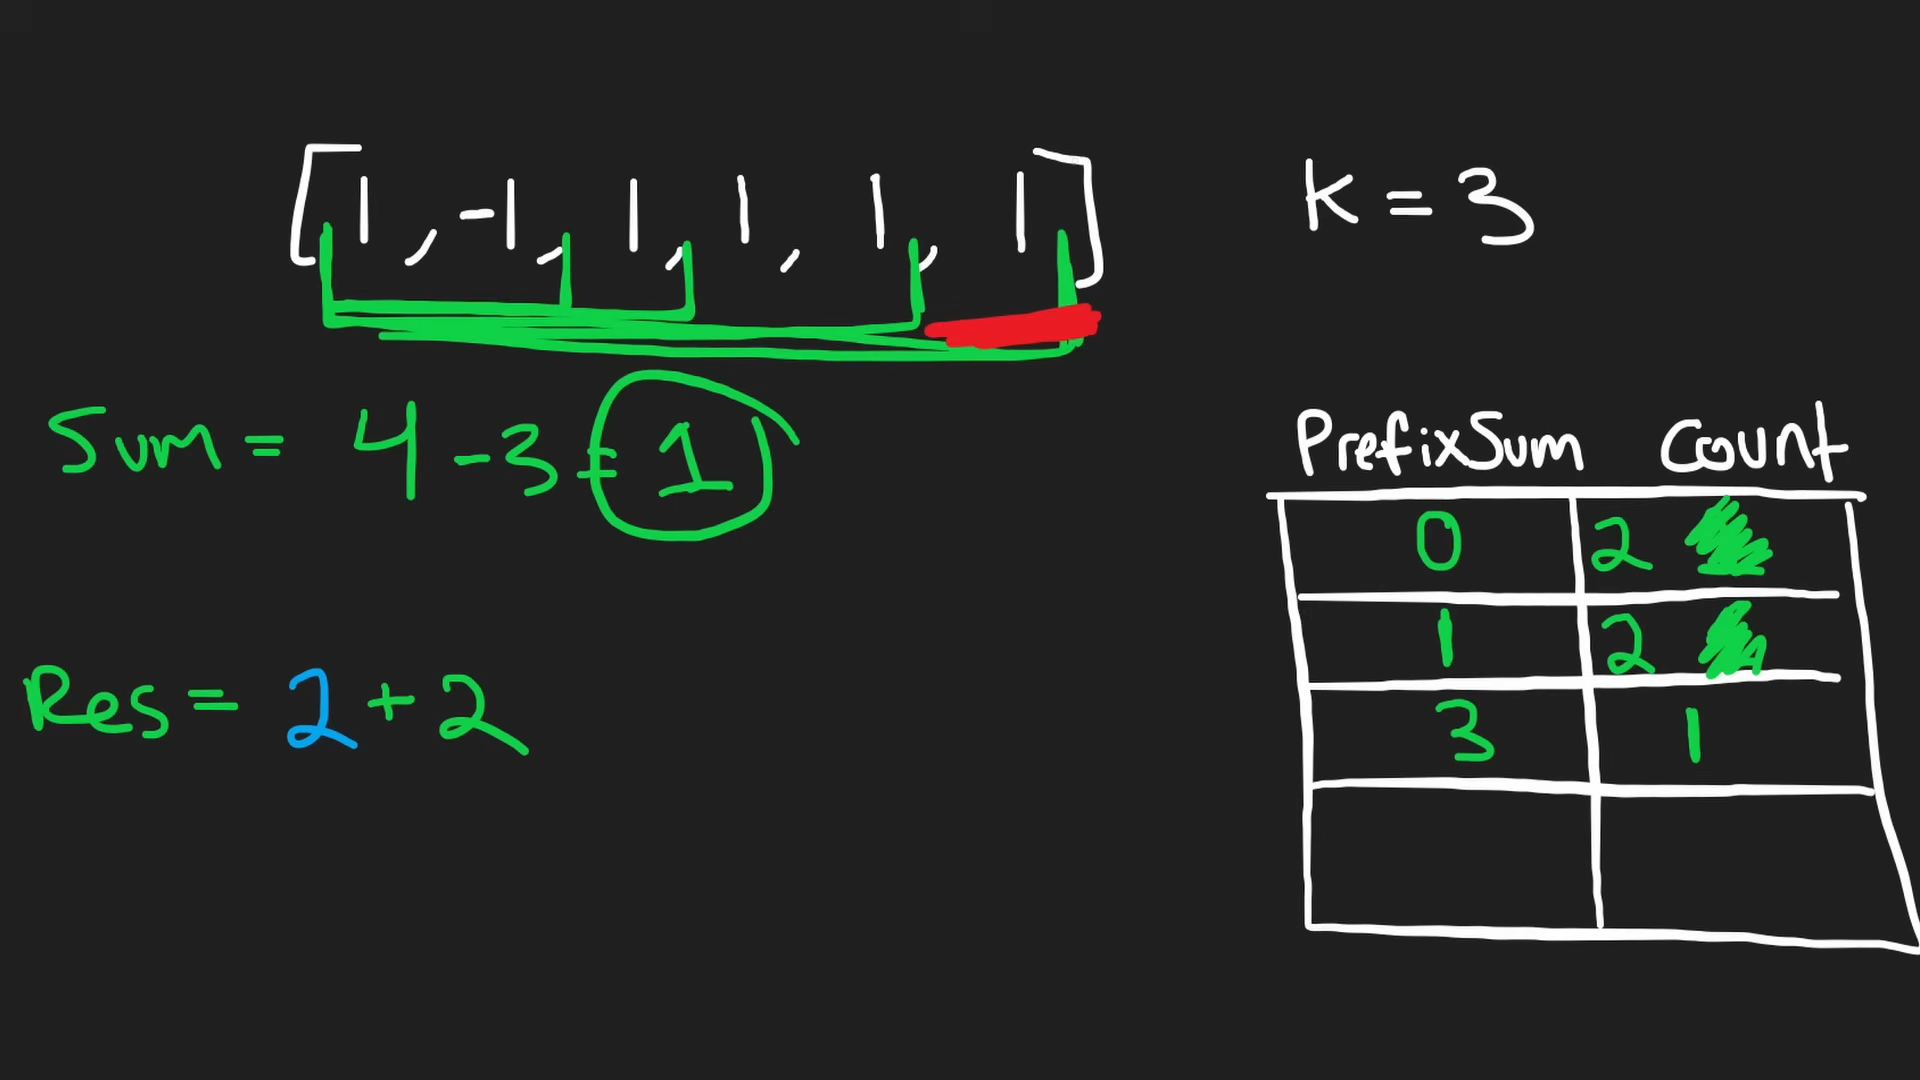 [1, -1, 1, 1, 1, 1]
K = 3
Sum = 4 - 3 = 1
PrefixSum Count
0 2
1 2
3 1
Res = 2 + 2